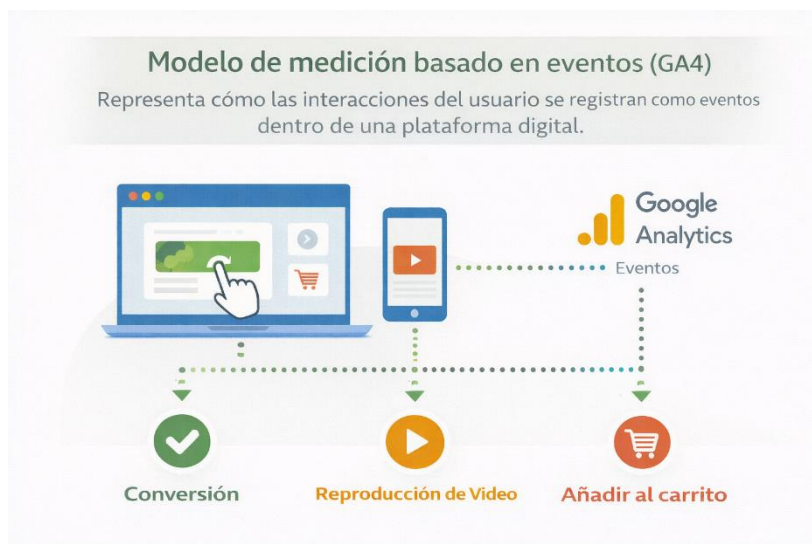 Modelo de medición basado en eventos (GA4)
Representa cómo las interacciones del usuario se registran como eventos
dentro de una plataforma digital.
Google
Analytics
Eventos
Conversión
Reproducción de Video
Añadir al carrito